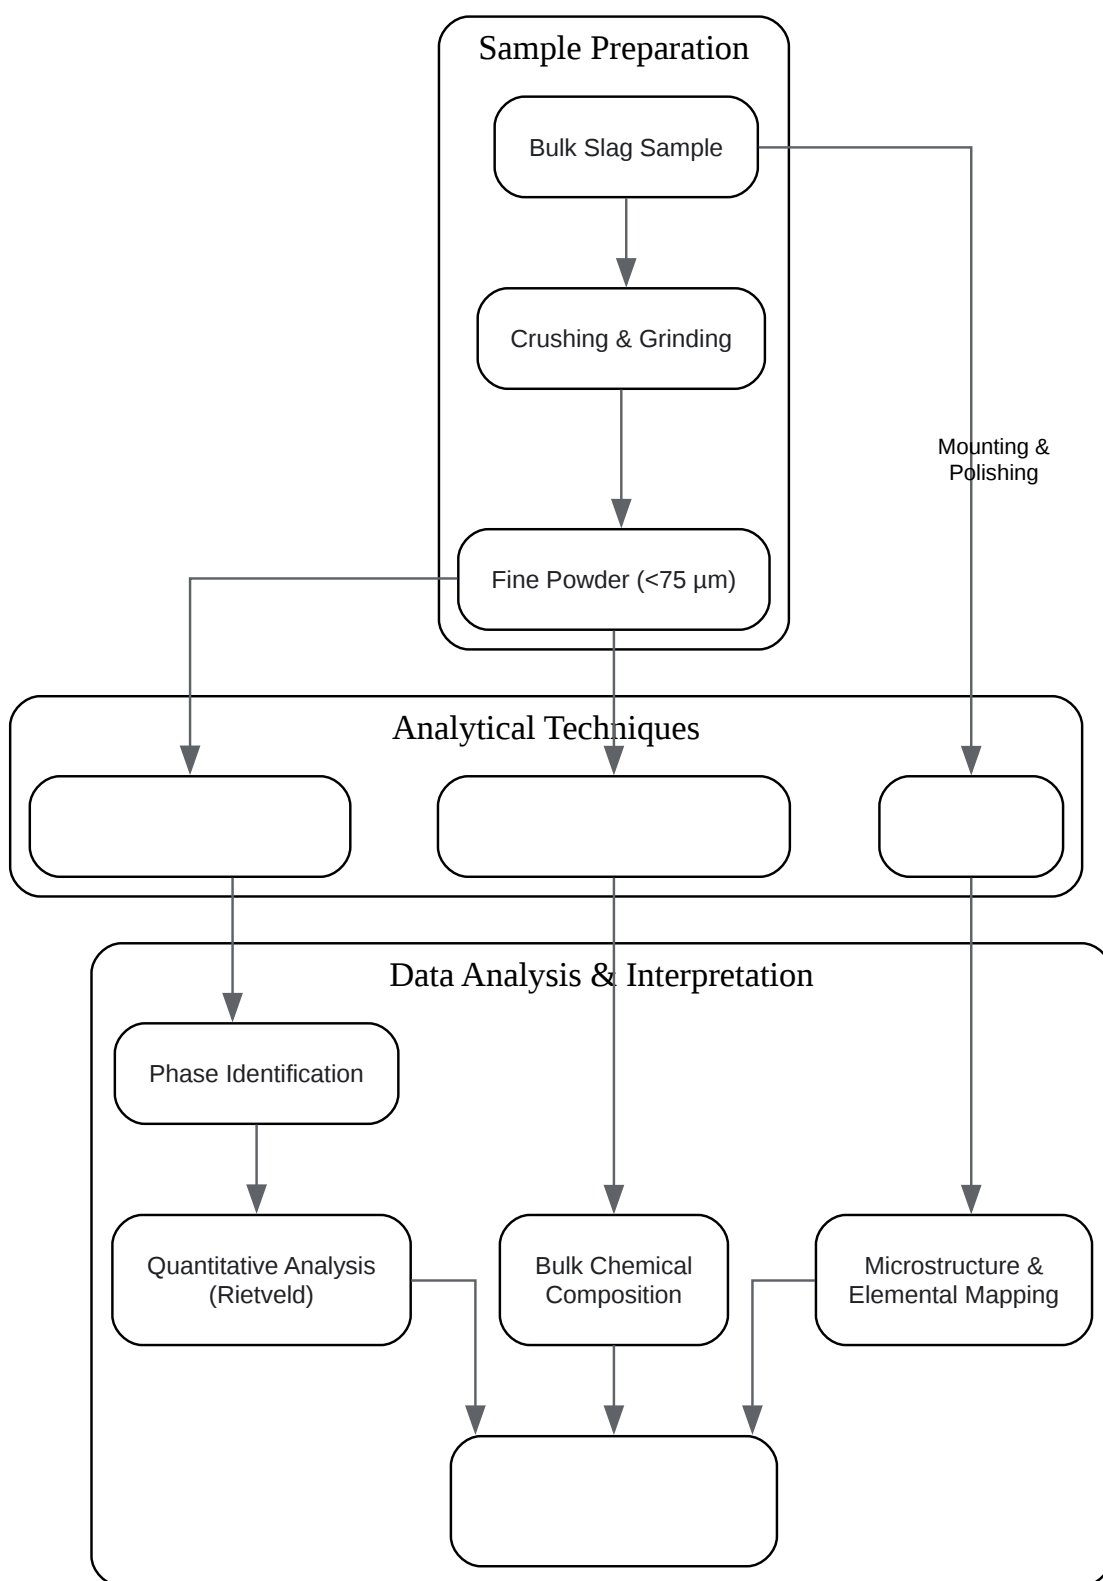 Sample Preparation
Bulk Slag Sample
Crushing & Grinding
Mounting &
Polishing
Fine Powder (<75 µm)
Analytical Techniques
Data Analysis & Interpretation
Phase Identification
Quantitative Analysis
(Rietveld)
Bulk Chemical
Composition
Microstructure &
Elemental Mapping